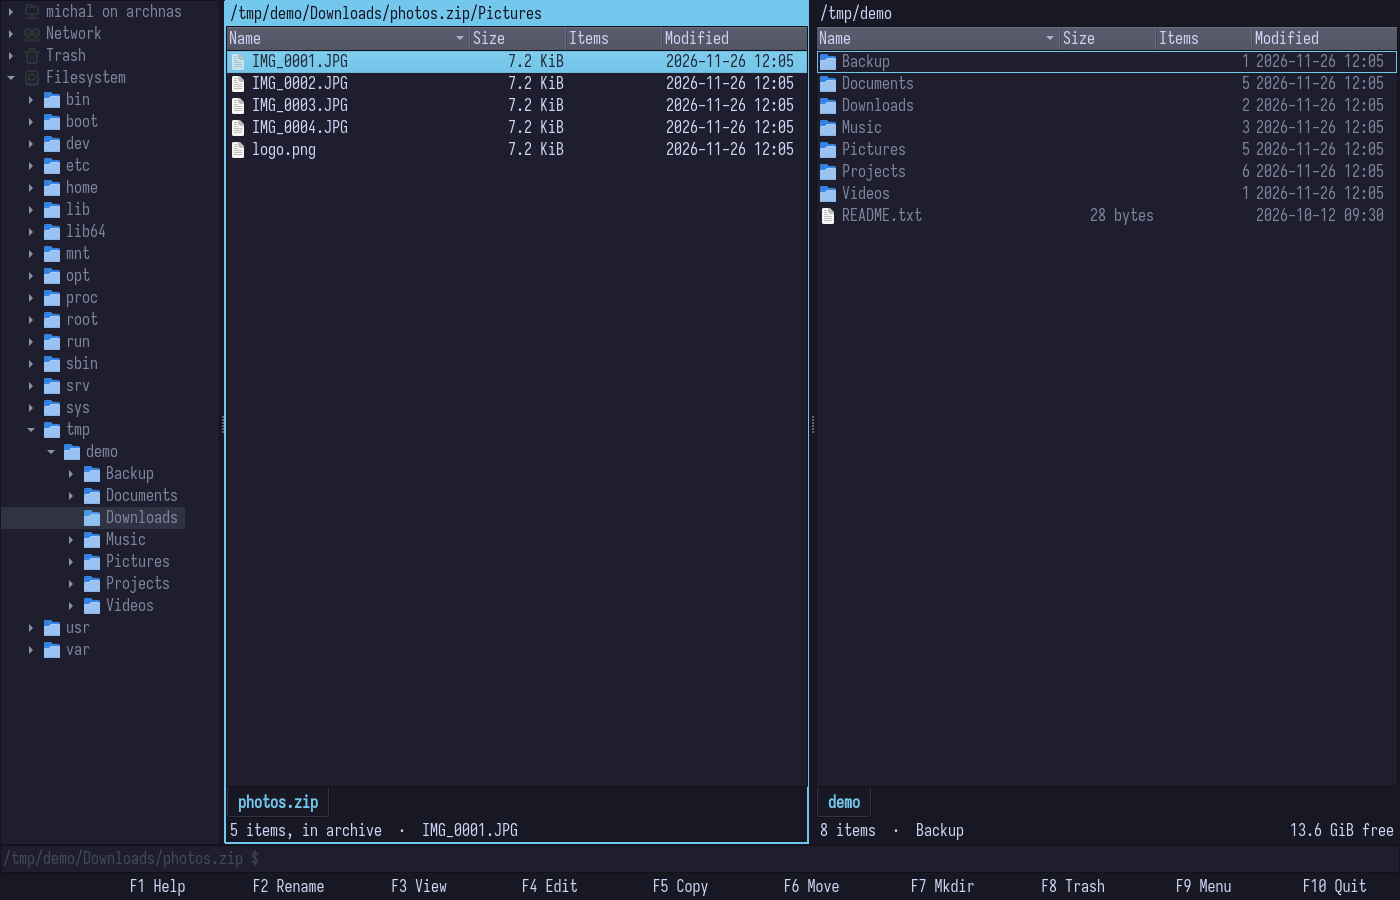 michal on archnas
Network
Trash
Filesystem
bin
boot
dev
etc
home
lib
lib64
mnt
opt
proc
root
run
sbin
srv
sys
tmp
demo
Backup
Documents
Downloads
Music
Pictures
Projects
Videos
usr
var
/tmp/demo/Downloads/photos.zip/Pictures
Name Size Items Modified
IMG_0001.JPG 7.2 KiB 2026-11-26 12:05
IMG_0002.JPG 7.2 KiB 2026-11-26 12:05
IMG_0003.JPG 7.2 KiB 2026-11-26 12:05
IMG_0004.JPG 7.2 KiB 2026-11-26 12:05
logo.png 7.2 KiB 2026-11-26 12:05
photos.zip
5 items, in archive · IMG_0001.JPG
/tmp/demo
Name Size Items Modified
Backup 1 2026-11-26 12:05
Documents 5 2026-11-26 12:05
Downloads 2 2026-11-26 12:05
Music 3 2026-11-26 12:05
Pictures 5 2026-11-26 12:05
Projects 6 2026-11-26 12:05
Videos 1 2026-11-26 12:05
README.txt 28 bytes 2026-10-12 09:30
demo
8 items · Backup 13.6 GiB free
/tmp/demo/Downloads/photos.zip $
F1 Help F2 Rename F3 View F4 Edit F5 Copy F6 Move F7 Mkdir F8 Trash F9 Menu F10 Quit